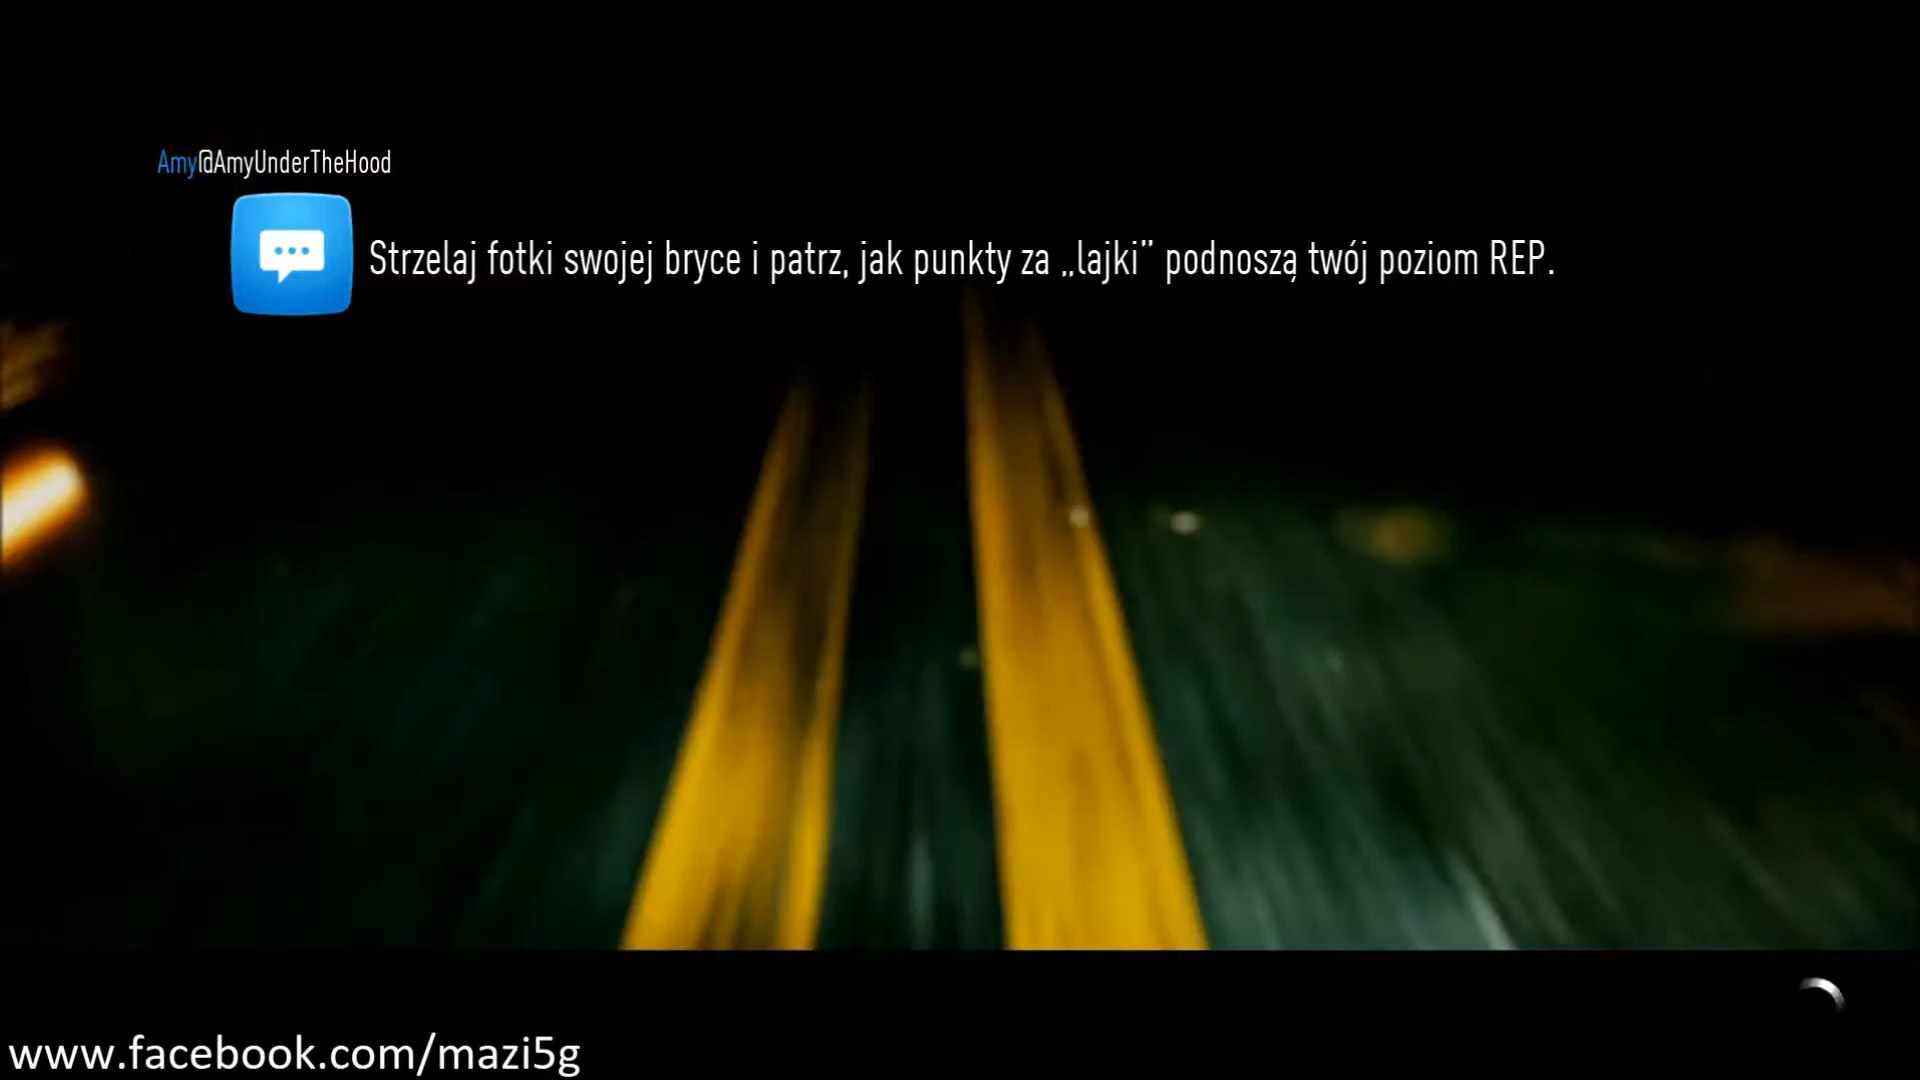 Amy@AmyUnderTheHood
Strzelaj fotki swojej bryce i patrz, jak punkty za „lajki” podnoszą twój poziom REP.
www.facebook.com/mazi5g